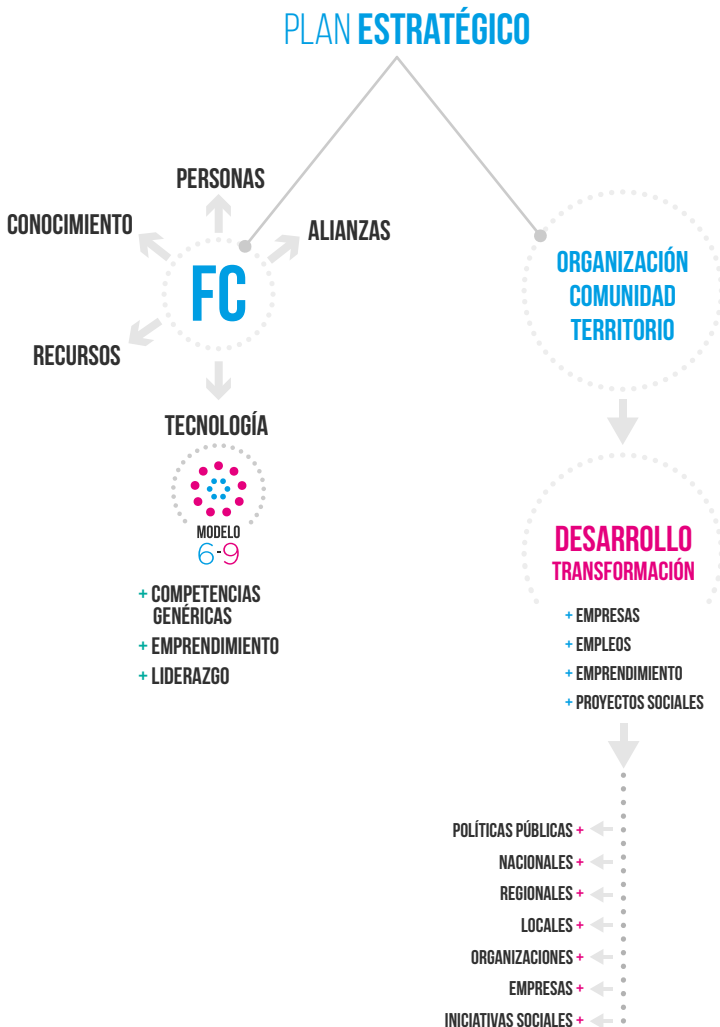 PLAN ESTRATÉGICO
PERSONAS
CONOCIMIENTO
ALIANZAS
FC
RECURSOS
TECNOLOGÍA
MODELO
6-9
+ COMPETENCIAS
GENÉRICAS
+ EMPRENDIMIENTO
+ LIDERAZGO
ORGANIZACIÓN
COMUNIDAD
TERRITORIO
DESARROLLO
TRANSFORMACIÓN
+ EMPRESAS
+ EMPLEOS
+ EMPRENDIMIENTO
+ PROYECTOS SOCIALES
POLÍTICAS PÚBLICAS +
NACIONALES +
REGIONALES +
LOCALES +
ORGANIZACIONES +
EMPRESAS +
INICIATIVAS SOCIALES +